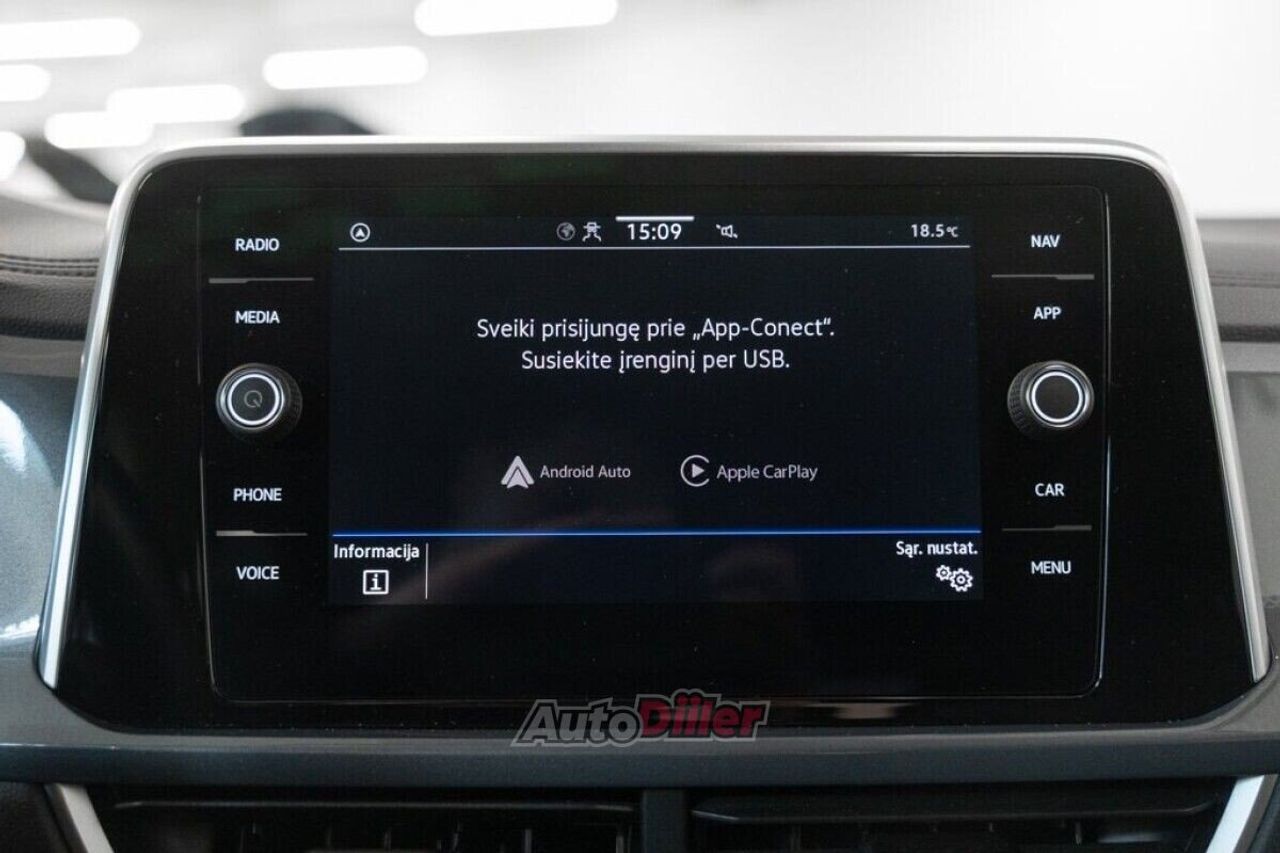 RADIO
MEDIA
PHONE
VOICE
15:09
18.5°C
Sveiki prisijungę prie „App-Conect“.
Susiekite įrenginį per USB.
Android Auto
Apple CarPlay
Informacija
Sąr. nustat.
NAV
APP
CAR
MENU
AutoDiller